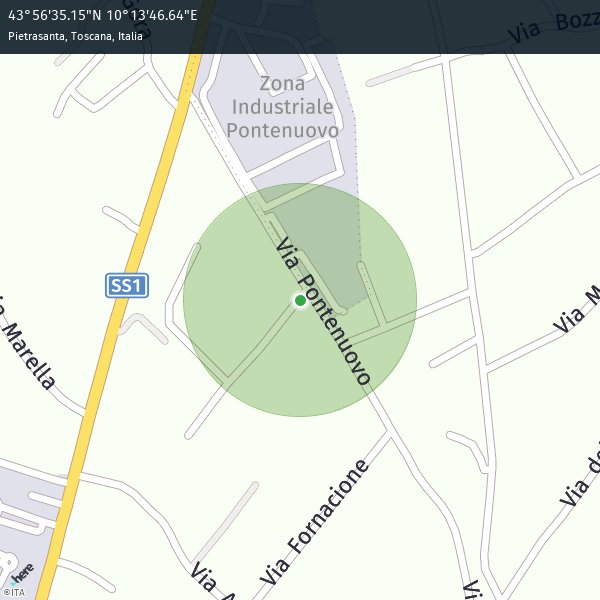 43°56'35.15"N 10°13'46.64"E
Pietrasanta, Toscana, Italia
Via Bozz
Zona
Industriale
Pontenuovo
Via Pontenuovo
SS1
Via M
Marella
Via de
Via Fornacione
Via A
Vi
here
©ITA